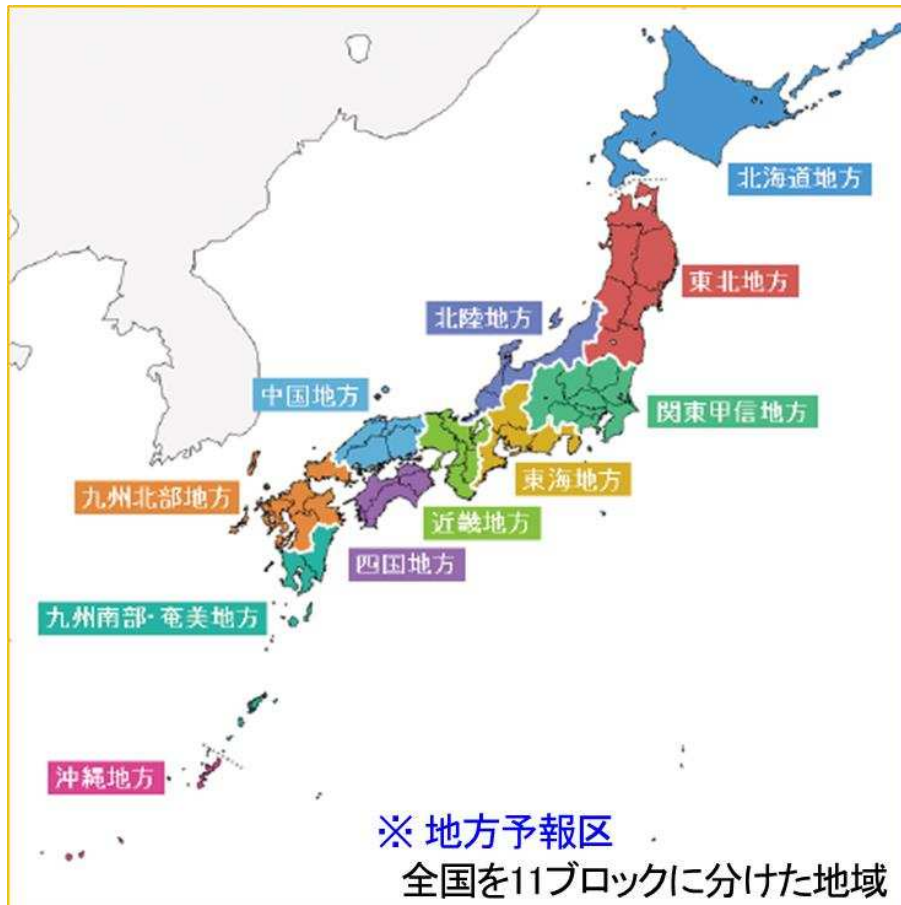 北海道地方
東北地方
北陸地方
中国地方
関東甲信地方
東海地方
九州北部地方
近畿地方
四国地方
九州南部・奄美地方
沖縄地方
※ 地方予報区
全国を11ブロックに分けた地域